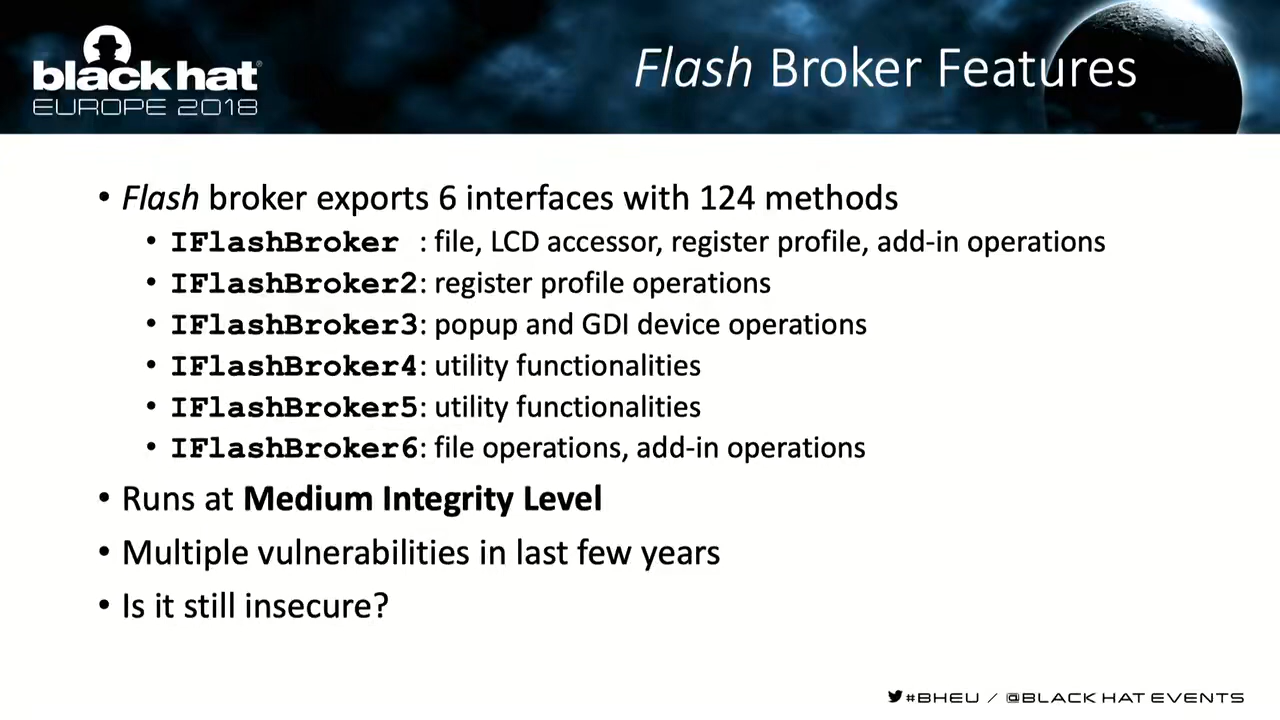 black hat®
EUROPE 2018
Flash Broker Features
• Flash broker exports 6 interfaces with 124 methods
• IFlashBroker : file, LCD accessor, register profile, add-in operations
• IFlashBroker2: register profile operations
• IFlashBroker3: popup and GDI device operations
• IFlashBroker4: utility functionalities
• IFlashBroker5: utility functionalities
• IFlashBroker6: file operations, add-in operations
• Runs at Medium Integrity Level
• Multiple vulnerabilities in last few years
• Is it still insecure?
#BHEU / @BLACK HAT EVENTS